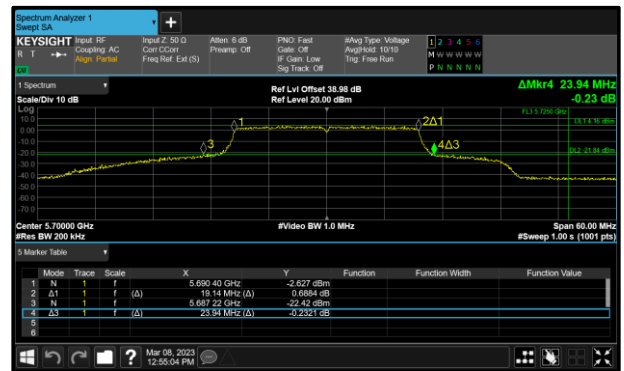 Spectrum Analyzer 1
Swept SA
KEYSIGHT Input: RF Input Z: 50 Ω Atten: 6 dB PNO: Fast #Avg Type: Voltage 1 2 3 4 5 6
R T Coupling: AC Corr CCorr Preamp: Off Gate: Off Avg|Hold: 10/10 M W W W W W
Align: Partial Freq Ref: Ext (S) IF Gain: Low Trig: Free Run
Sig Track: Off P N N N N N
1 Spectrum Ref Lvl Offset 38.98 dB ΔMkr4 23.94 MHz
Scale/Div 10 dB Ref Level 20.00 dBm -0.23 dB
Log
FL3 5.7250 GHz
10.0
0.00
-10.0
-20.0
-30.0
-40.0
-50.0
-60.0
-70.0
1
2Δ1
3
4Δ3
DL2 -21.84 dBm
Center 5.70000 GHz #Video BW 1.0 MHz Span 60.00 MHz
#Res BW 200 kHz #Sweep 1.00 s (1001 pts)
5 Marker Table
Mode Trace Scale X Y Function Function Width Function Value
1 N 1 f 5.690 40 GHz -2.627 dBm
2 Δ1 1 f (Δ) 19.14 MHz (Δ) 0.6884 dB
3 N 1 f 5.687 22 GHz -22.42 dBm
4 Δ3 1 f (Δ) 23.94 MHz (Δ) -0.2321 dB
5
6
Mar 08, 2023
12:55:04 PM